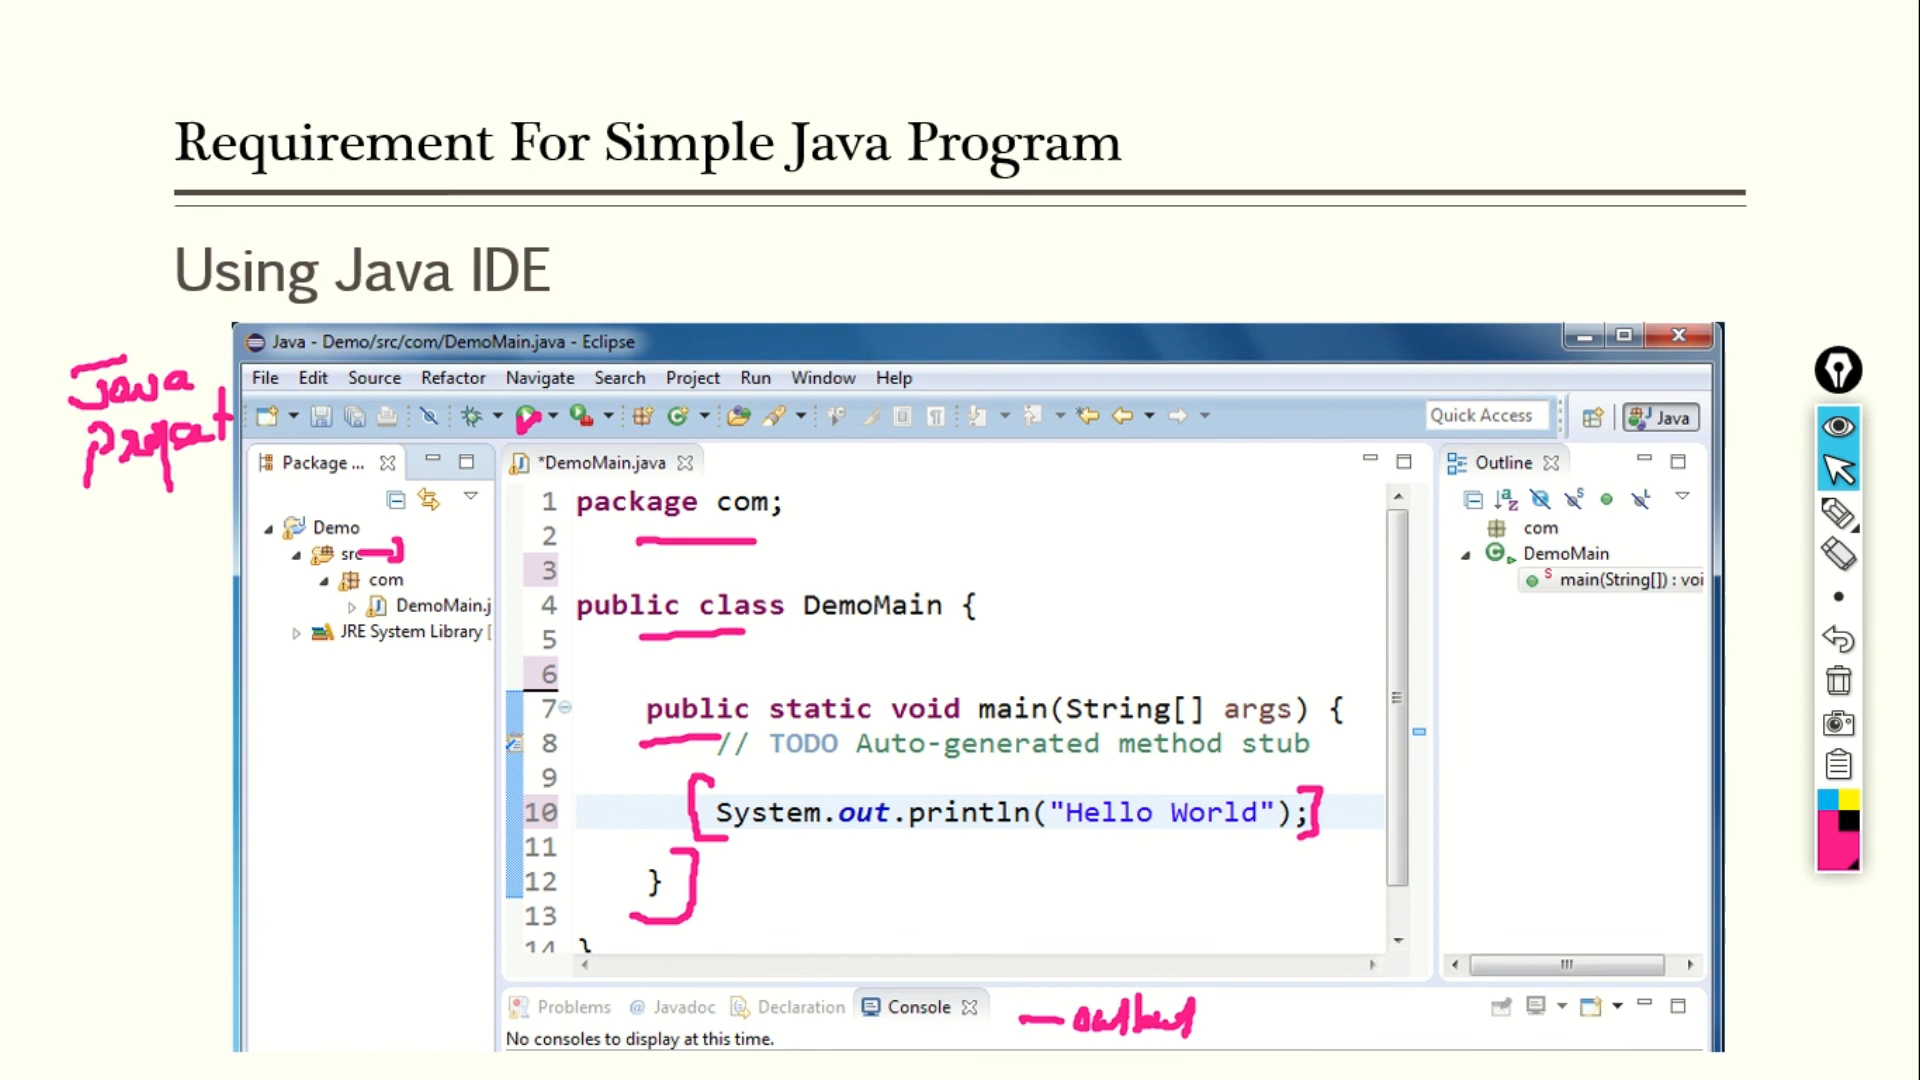 Requirement For Simple Java Program
Using Java IDE
Java
project
Java - Demo/src/com/DemoMain.java - Eclipse
File Edit Source Refactor Navigate Search Project Run Window Help
Quick Access
Java
Package ...
*DemoMain.java
Outline
Demo
src
com
DemoMain.j
JRE System Library [
1 package com;
2
3
4 public class DemoMain {
5
6
7 public static void main(String[] args) {
8 // TODO Auto-generated method stub
9
10 System.out.println("Hello World");
11
12 }
13
14 }
com
DemoMain
main(String[]) : voi
Problems @ Javadoc Declaration Console
output
No consoles to display at this time.